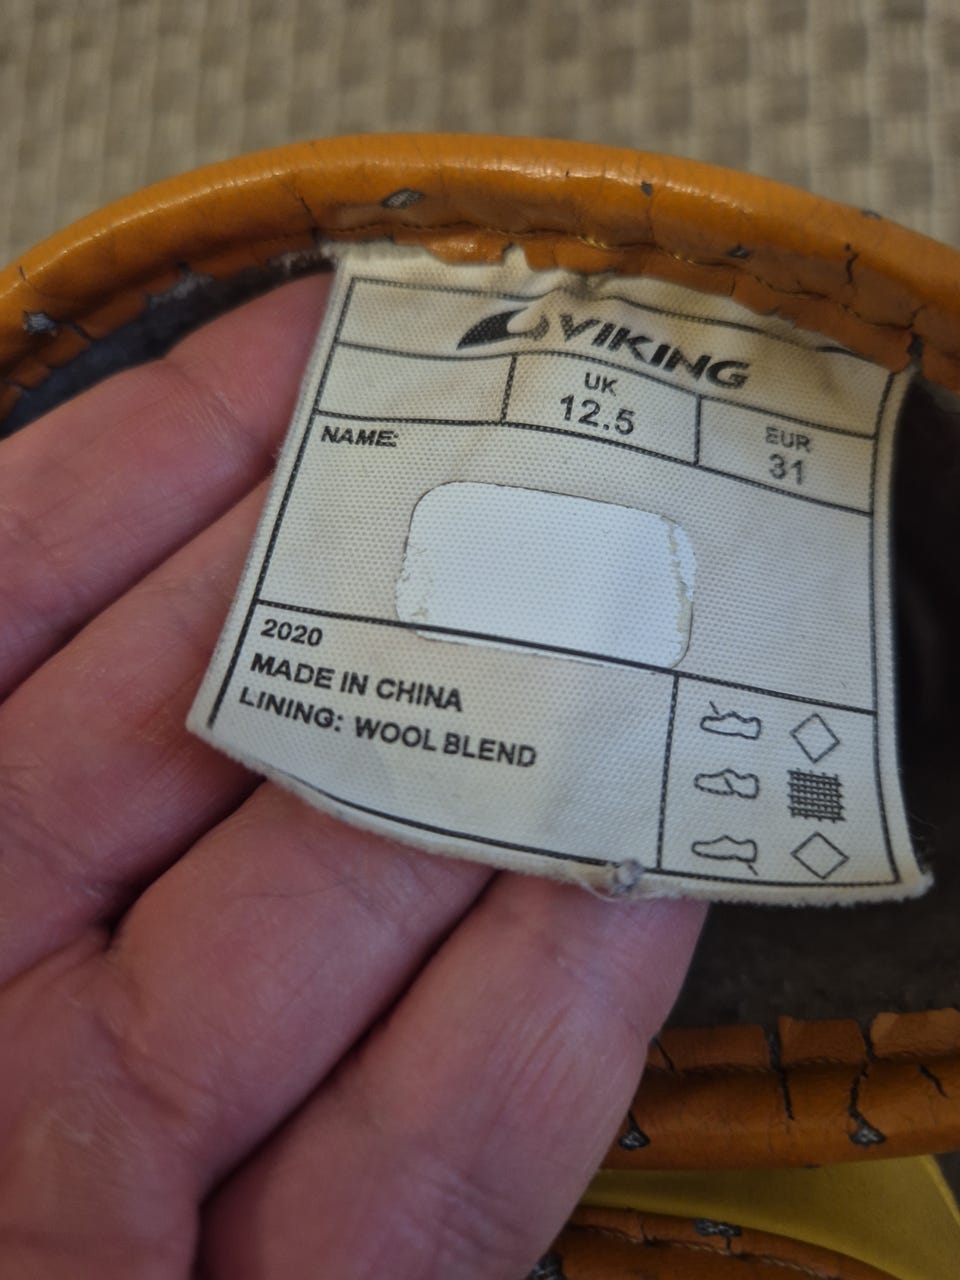 VIKING
UK
12.5
EUR
31
NAME:
2020
MADE IN CHINA
LINING: WOOL BLEND